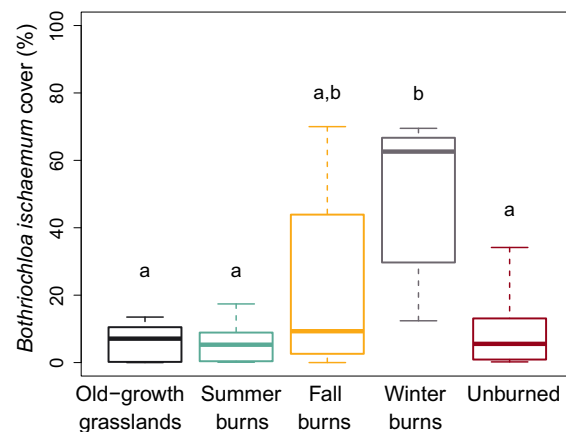 Bothriochloa ischaemum cover (%)
100
80
60
40
20
0
a
a
a,b
b
a
Old−growth grasslands
Summer burns
Fall burns
Winter burns
Unburned